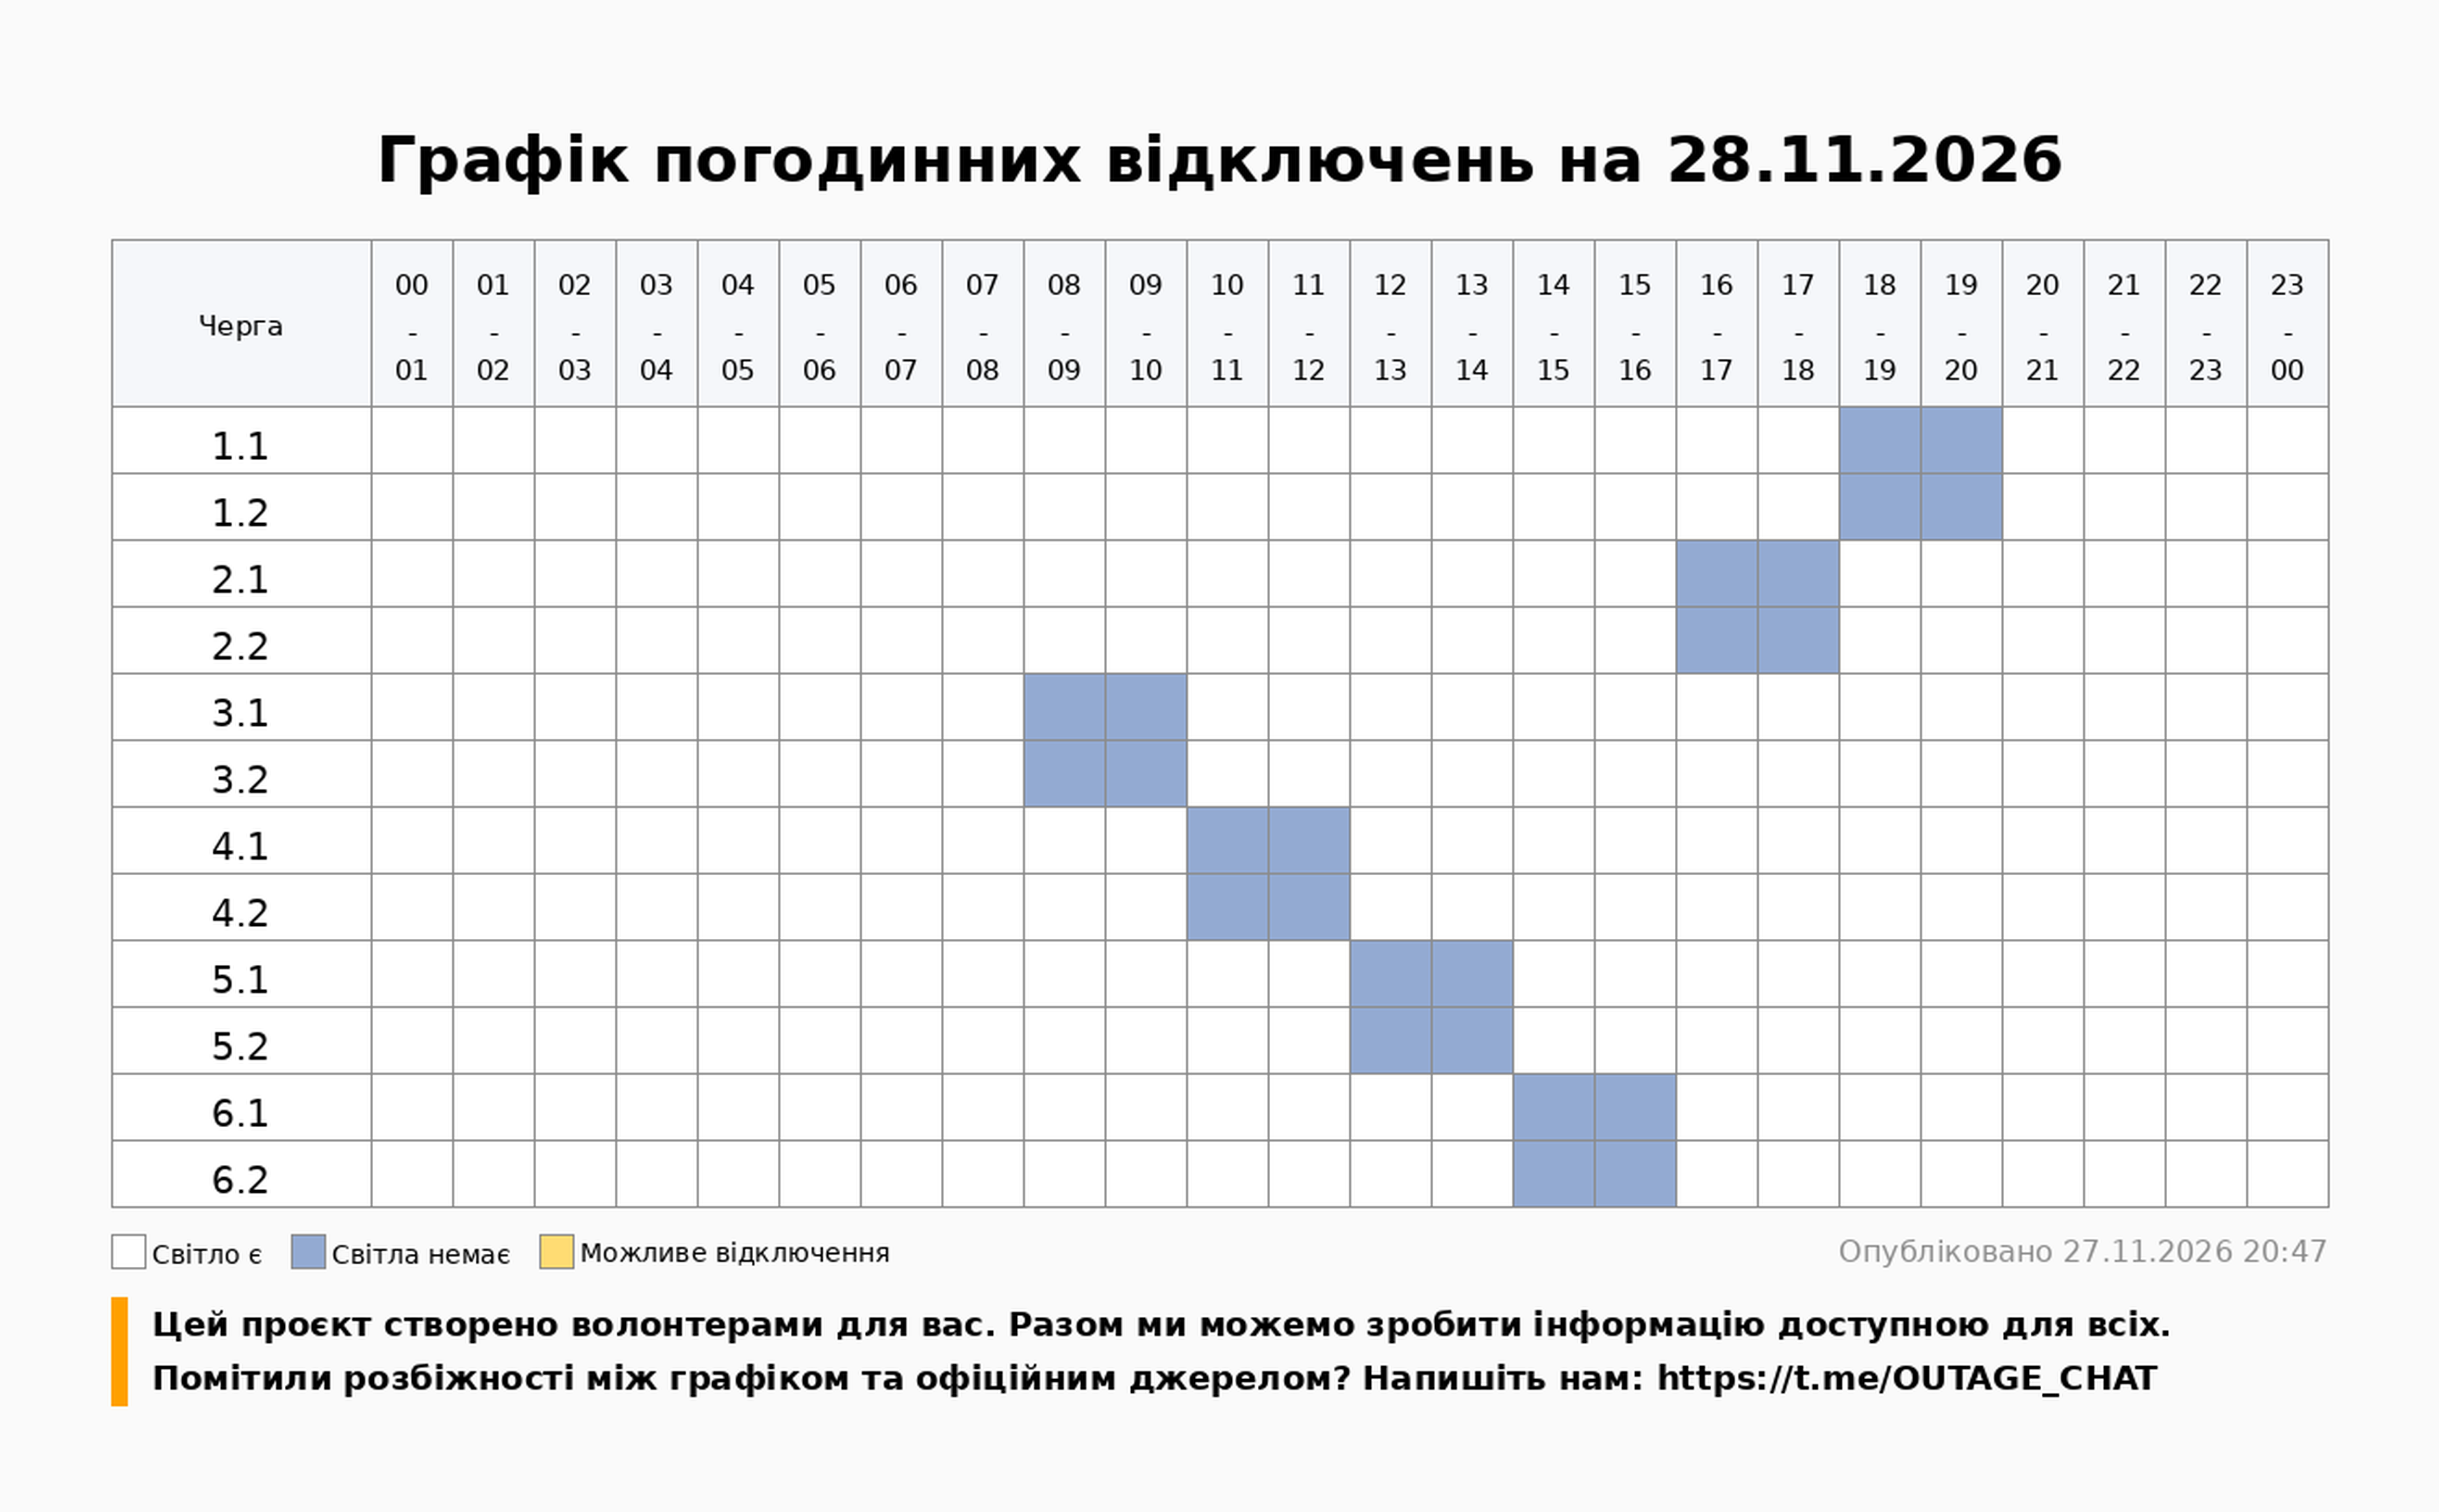 Графік погодинних відключень на 28.11.2026
Черга 00 - 01 01 - 02 02 - 03 03 - 04 04 - 05 05 - 06 06 - 07 07 - 08 08 - 09 09 - 10 10 - 11 11 - 12 12 - 13 13 - 14 14 - 15 15 - 16 16 - 17 17 - 18 18 - 19 19 - 20 20 - 21 21 - 22 22 - 23 23 - 00
1.1
1.2
2.1
2.2
3.1
3.2
4.1
4.2
5.1
5.2
6.1
6.2
Світло є Світла немає Можливе відключення Опубліковано 27.11.2026 20:47
Цей проєкт створено волонтерами для вас. Разом ми можемо зробити інформацію доступною для всіх.
Помітили розбіжності між графіком та офіційним джерелом? Напишіть нам: https://t.me/OUTAGE_CHAT